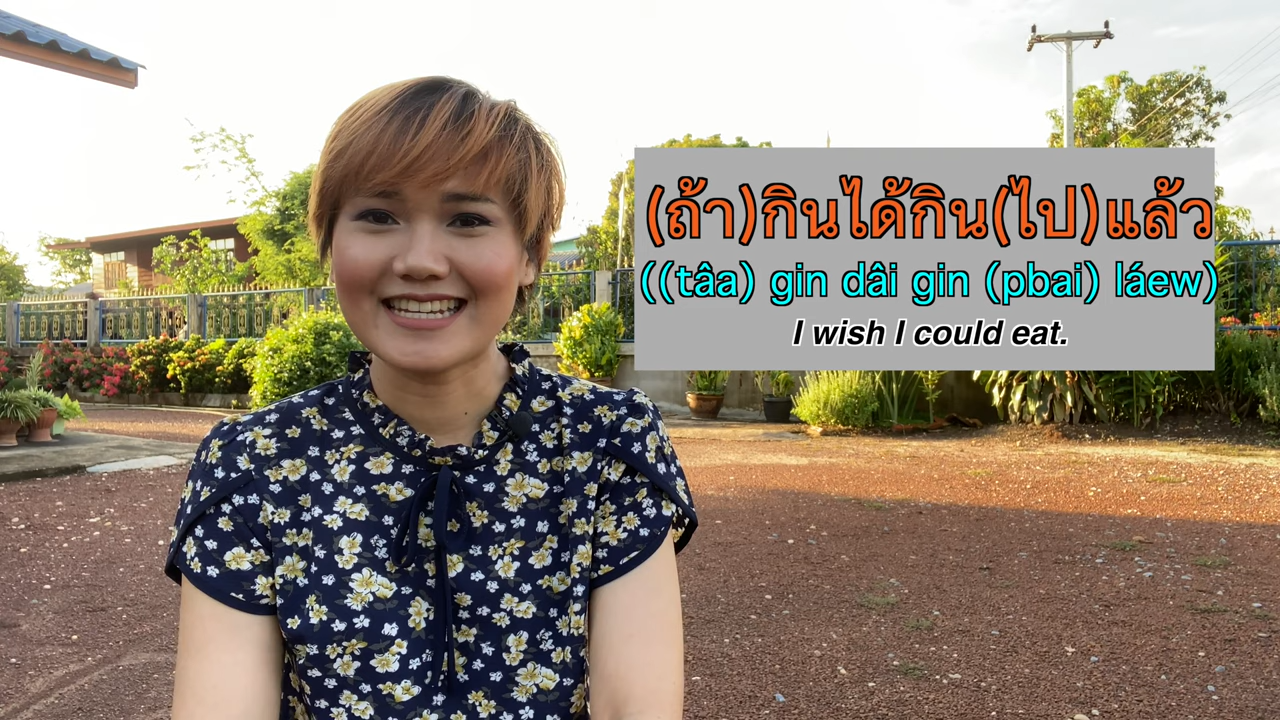 (ถ้า)กินได้กิน(ไป)แล้ว
((tâa) gin dâi gin (pbai) láew)
I wish I could eat.